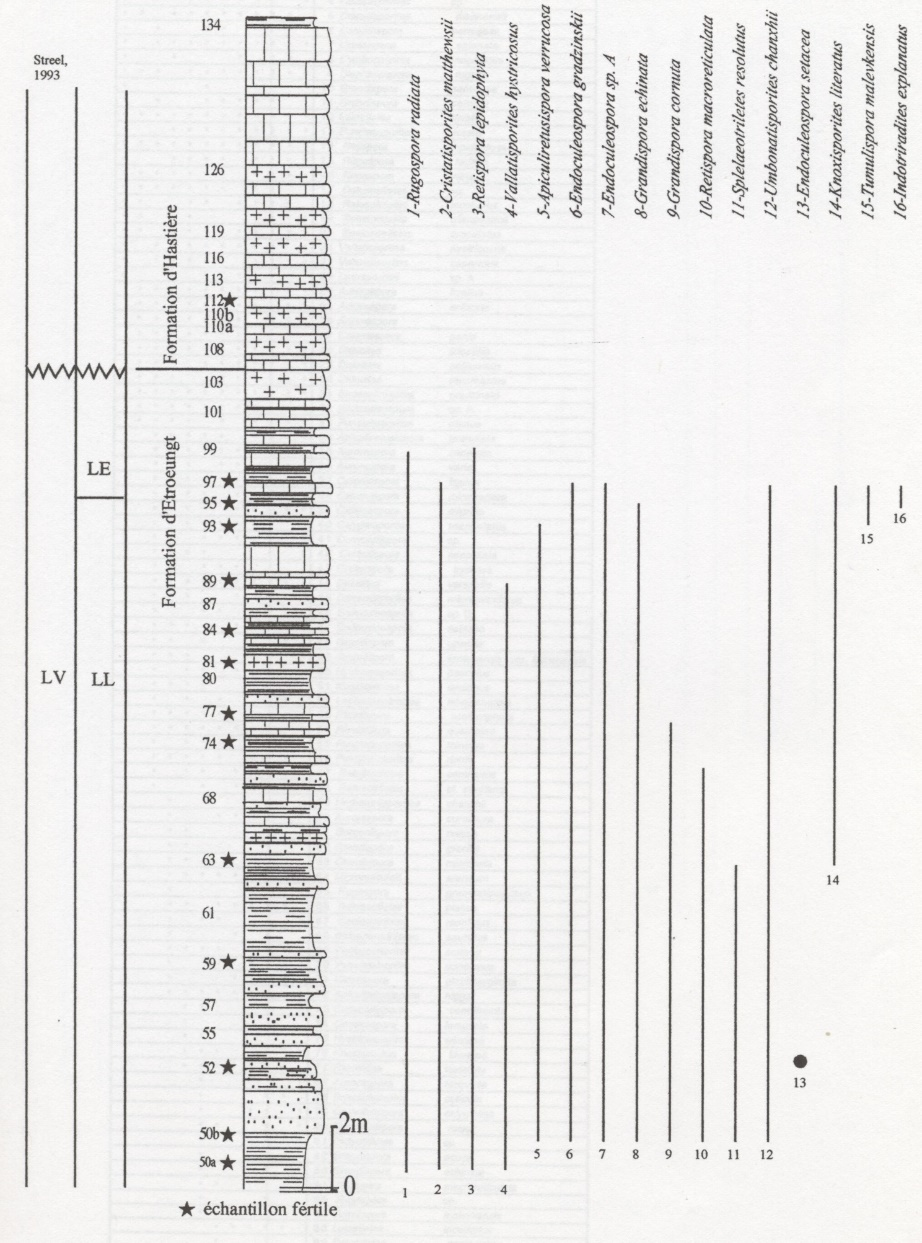 Streel,
1993
LV
LE
LL
Formation d'Hastière
Formation d'Etroeungt
134
126
119
116
113
112★
110b
110a
108
103
101
99
97 ★
95 ★
93 ★
89 ★
87
84 ★
81 ★
80
77 ★
74 ★
68
63 ★
61
59 ★
57
55
52 ★
50b ★
50a ★
2m
0
★ échantillon fértile
1-Rugospora radiata
2-Cristatisporites matthewsii
3-Retispora lepidophyta
4-Vallatisporites hystricosus
5-Apiculiretusispora verrucosa
6-Endoculeospora gradzinskii
7-Endoculeospora sp. A
8-Grandispora echinata
9-Grandispora cornuta
10-Retispora macroreticulata
11-Splelaeotriletes resolutus
12-Umbonatisporites chanxhii
13-Endoculeospora setacea
14-Knoxisporites literatus
15-Tumulispora malevkensis
16-Indotriradites explanatus
1
2
3
4
5
6
7
8
9
10
11
12
13
14
15
16